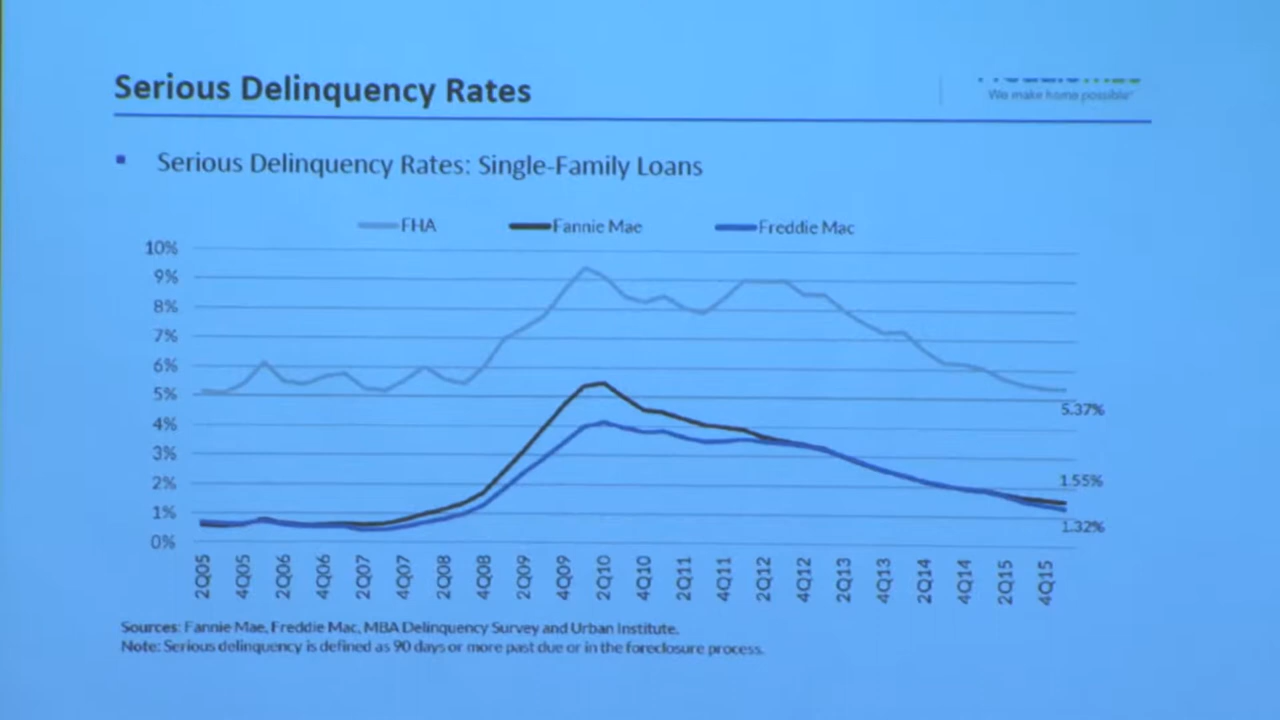 Serious Delinquency Rates
We make home possible
Serious Delinquency Rates: Single-Family Loans
FHA Fannie Mae Freddie Mac
10%
9%
8%
7%
6%
5%
4%
3%
2%
1%
0%
5.37%
1.55%
1.32%
2Q05 4Q05 2Q06 4Q06 2Q07 4Q07 2Q08 4Q08 2Q09 4Q09 2Q10 4Q10 2Q11 4Q11 2Q12 4Q12 2Q13 4Q13 2Q14 4Q14 2Q15 4Q15
Sources: Fannie Mae, Freddie Mac, MBA Delinquency Survey and Urban Institute.
Note: Serious delinquency is defined as 90 days or more past due or in the foreclosure process.